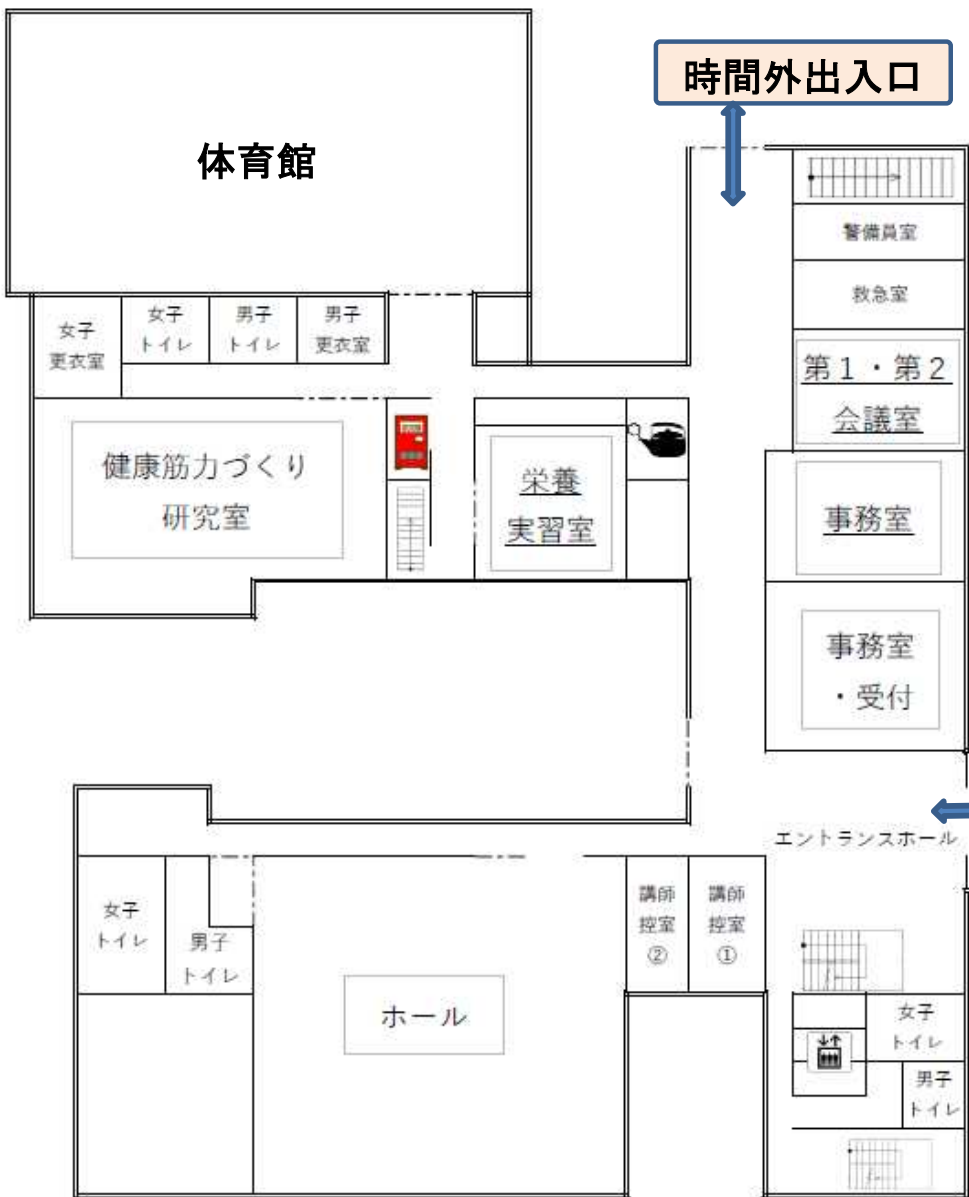 時間外出入口
体育館
警備員室
救急室
女子
更衣室
女子
トイレ
男子
トイレ
男子
更衣室
第1・第2
会議室
健康筋力づくり
研究室
栄養
実習室
事務室
事務室
・受付
エントランスホール
女子
トイレ
男子
トイレ
講師
控室
②
講師
控室
①
ホール
女子
トイレ
男子
トイレ